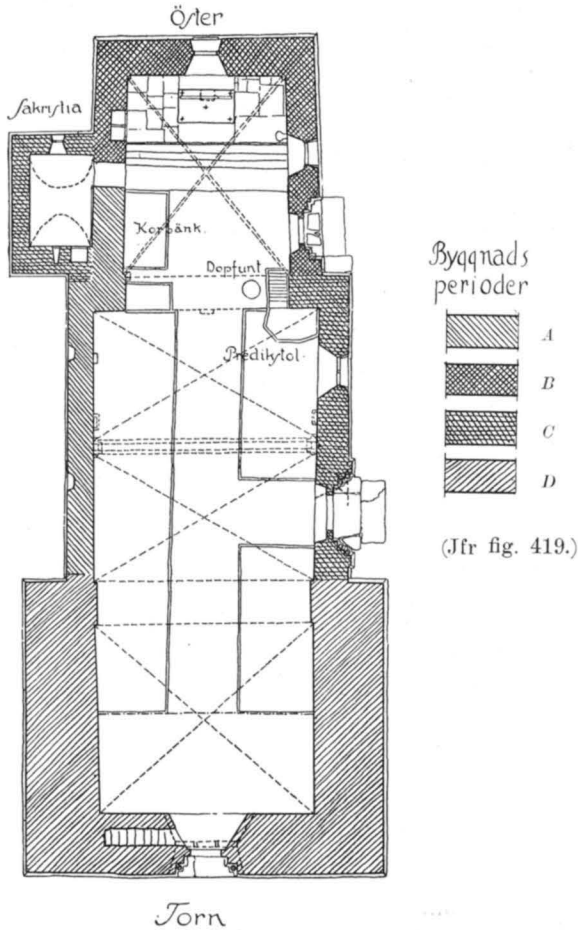 Öster
Sakristia
Korbänk.
Dopfunt
Predikstol
Byggnads
perioder
A
B
C
D
(Jfr fig. 419.)
Torn